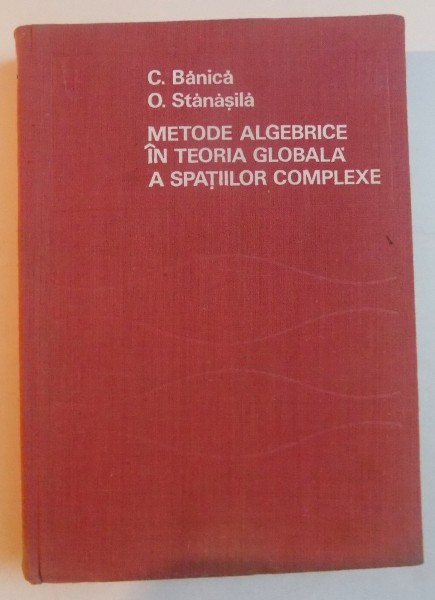 C. Bănică
O. Stănăşilă
METODE ALGEBRICE
ÎN TEORIA GLOBALĂ
A SPAŢIILOR COMPLEXE